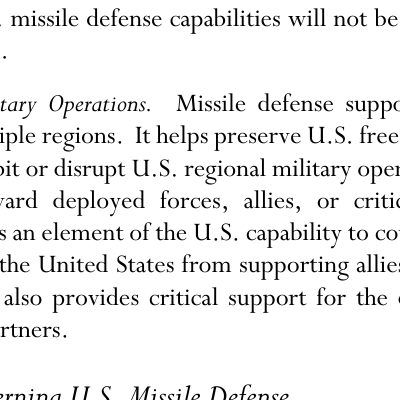 missile defense capabilities will not be
.
tary Operations. Missile defense suppo
iple regions. It helps preserve U.S. free
bit or disrupt U.S. regional military oper
ward deployed forces, allies, or critic
s an element of the U.S. capability to co
the United States from supporting allies
also provides critical support for the
rtners.
erning U.S. Missile Defense